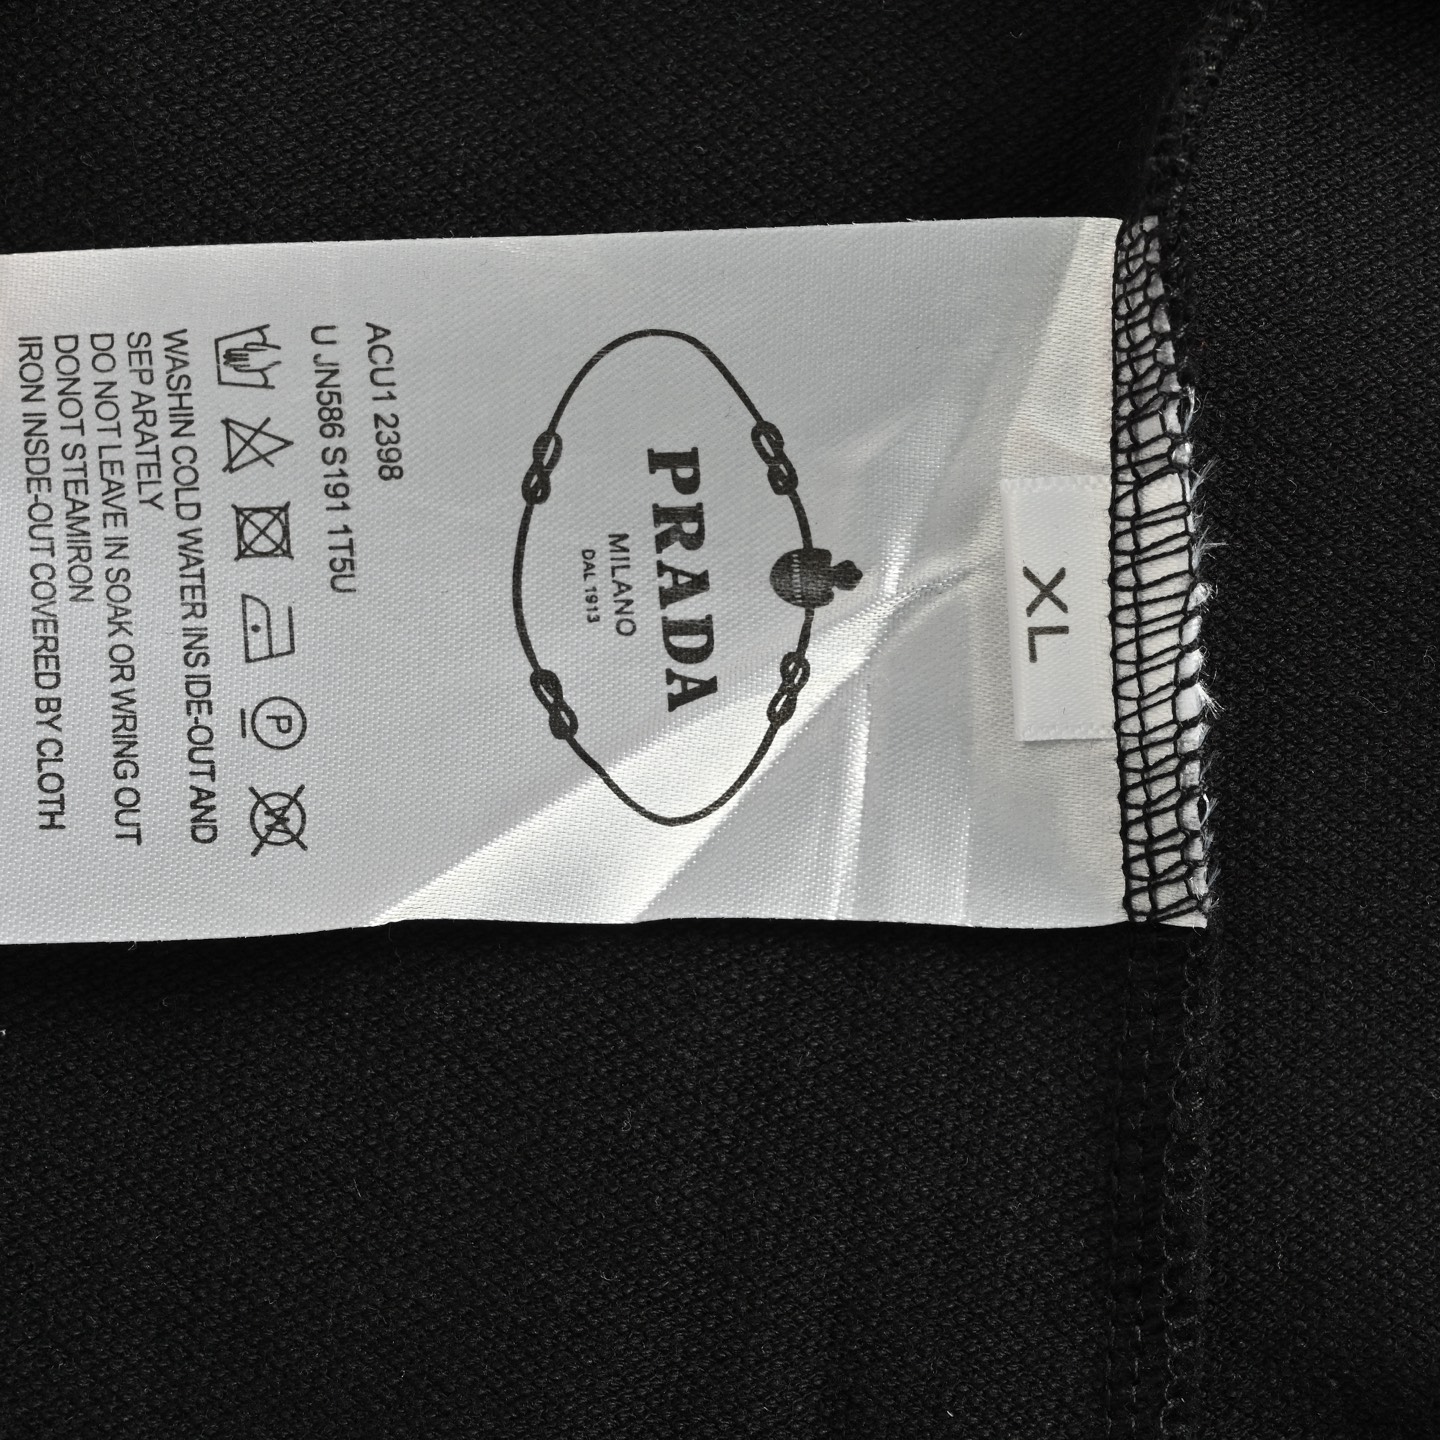 XL
PRADA
MILANO
DAL 1913
ACU1 2398
U JN586 S191 1T5U
P
WASHIN COLD WATER INS IDE-OUT AND
SEP ARATELY
DO NOT LEAVE IN SOAK OR WRING OUT
DONOT STEAMIRON
IRON INSDE-OUT COVERED BY CLOTH